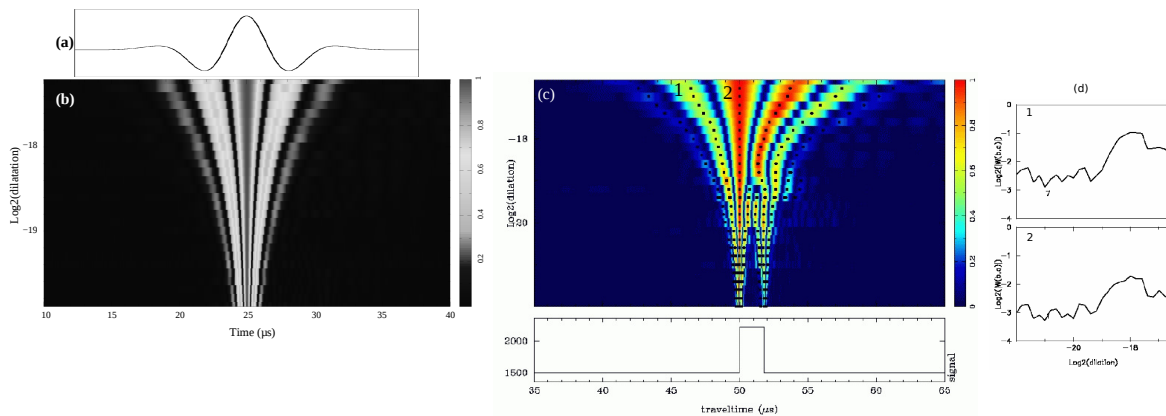 (a)
(b)
Log2(dilatation)
−18
−19
10 15 20 25 30 35 40
Time (µs)
1
0.8
0.6
0.4
0.2
(c)
1 2
Log2(dilation)
−18
−20
1
0.8
0.6
0.4
0.2
0
2000
1500
signal
35 40 45 50 55 60 65
traveltime (µs)
(d)
1
Log2(W(b,a))
0
−1
−2
−3
−4
2
Log2(W(b,a))
0
−1
−2
−3
−4
−20 −18
Log2(dilation)